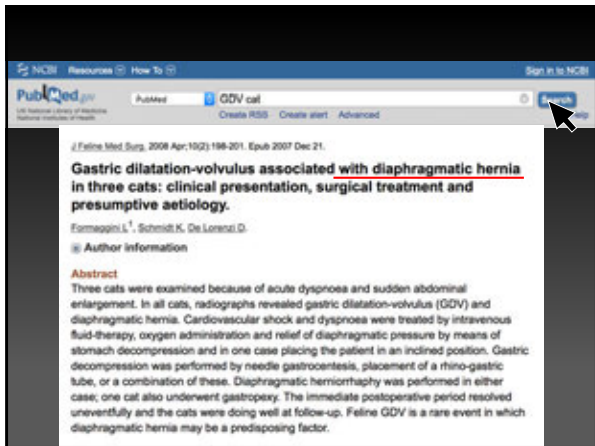 NCBI Resources How To Sign in to NCBI
PubMed.gov PubMed GDV cat Search
US National Library of Medicine
National Institutes of Health
Create RSS Create alert Advanced Help
J Feline Med Surg. 2008 Apr;10(2):198-201. Epub 2007 Dec 21.
Gastric dilatation-volvulus associated with diaphragmatic hernia
in three cats: clinical presentation, surgical treatment and
presumptive aetiology.
Formaggini L1, Schmidt K, De Lorenzi D.
Author information
Abstract
Three cats were examined because of acute dyspnoea and sudden abdominal
enlargement. In all cats, radiographs revealed gastric dilatation-volvulus (GDV) and
diaphragmatic hernia. Cardiovascular shock and dyspnoea were treated by intravenous
fluid-therapy, oxygen administration and relief of diaphragmatic pressure by means of
stomach decompression and in one case placing the patient in an inclined position. Gastric
decompression was performed by needle gastrocentesis, placement of a rhino-gastric
tube, or a combination of these. Diaphragmatic herniorrhaphy was performed in either
case; one cat also underwent gastropexy. The immediate postoperative period resolved
uneventfully and the cats were doing well at follow-up. Feline GDV is a rare event in which
diaphragmatic hernia may be a predisposing factor.